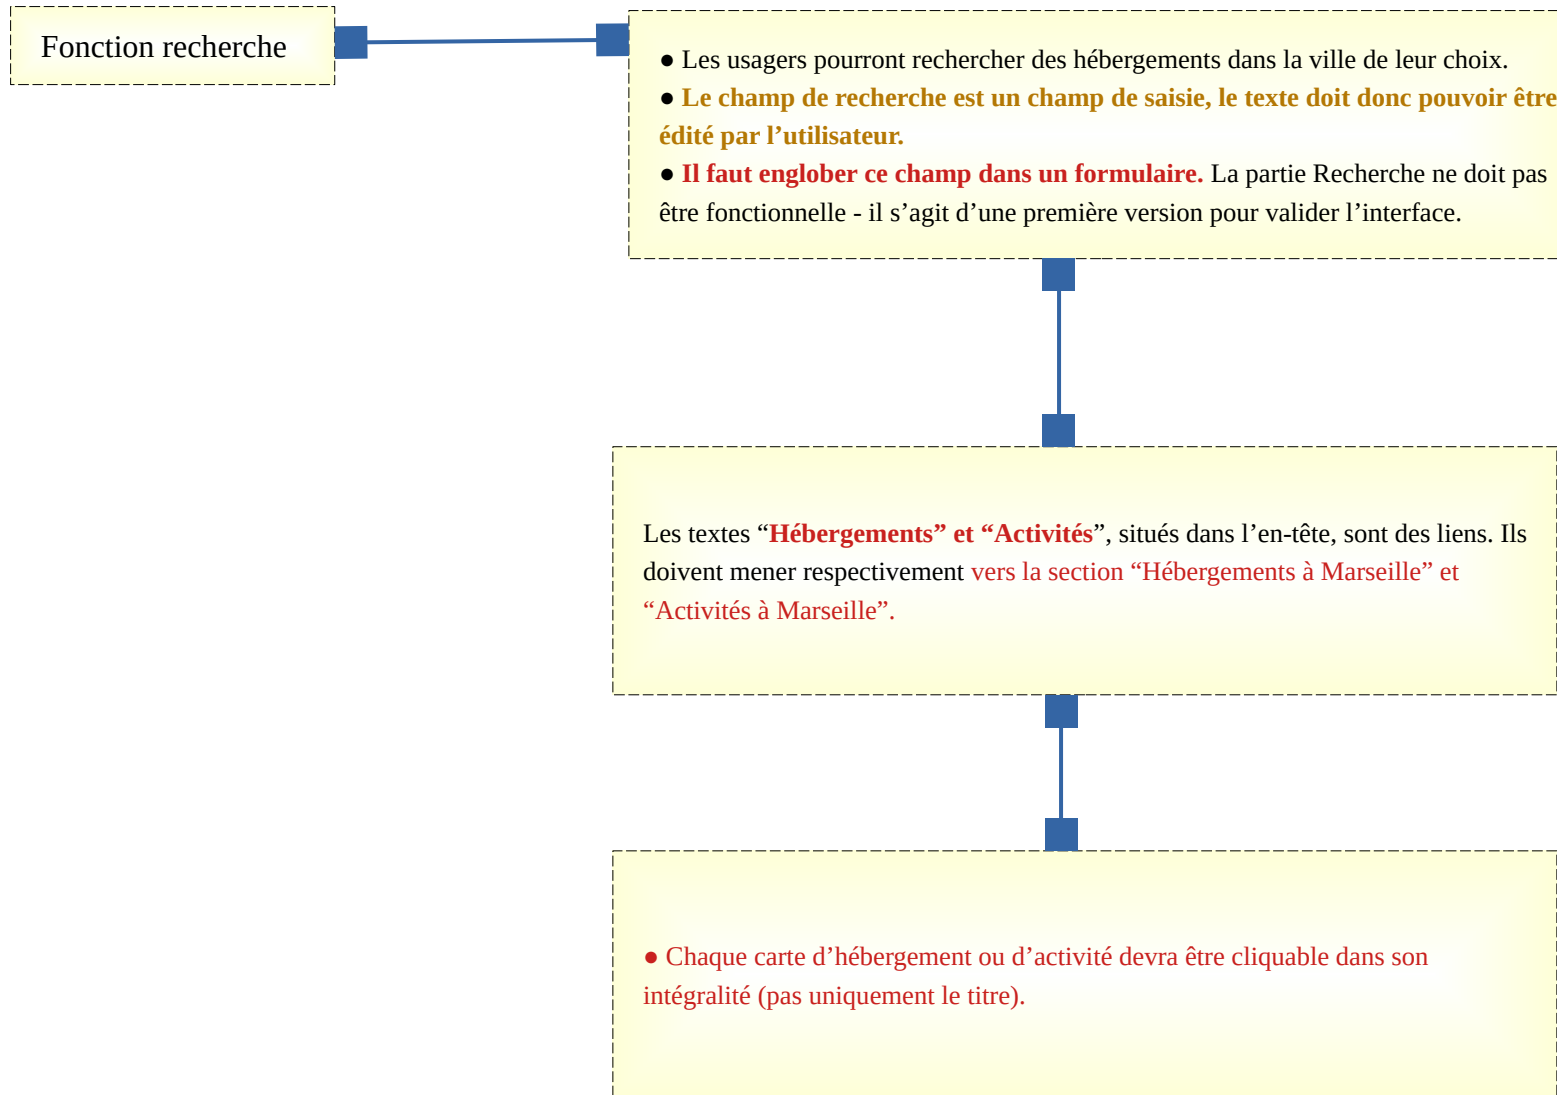 Fonction recherche
● Les usagers pourront rechercher des hébergements dans la ville de leur choix.
● Le champ de recherche est un champ de saisie, le texte doit donc pouvoir être
édité par l’utilisateur.
● Il faut englober ce champ dans un formulaire. La partie Recherche ne doit pas
être fonctionnelle - il s’agit d’une première version pour valider l’interface.
Les textes “Hébergements” et “Activités”, situés dans l’en-tête, sont des liens. Ils
doivent mener respectivement vers la section “Hébergements à Marseille” et
“Activités à Marseille”.
● Chaque carte d’hébergement ou d’activité devra être cliquable dans son
intégralité (pas uniquement le titre).